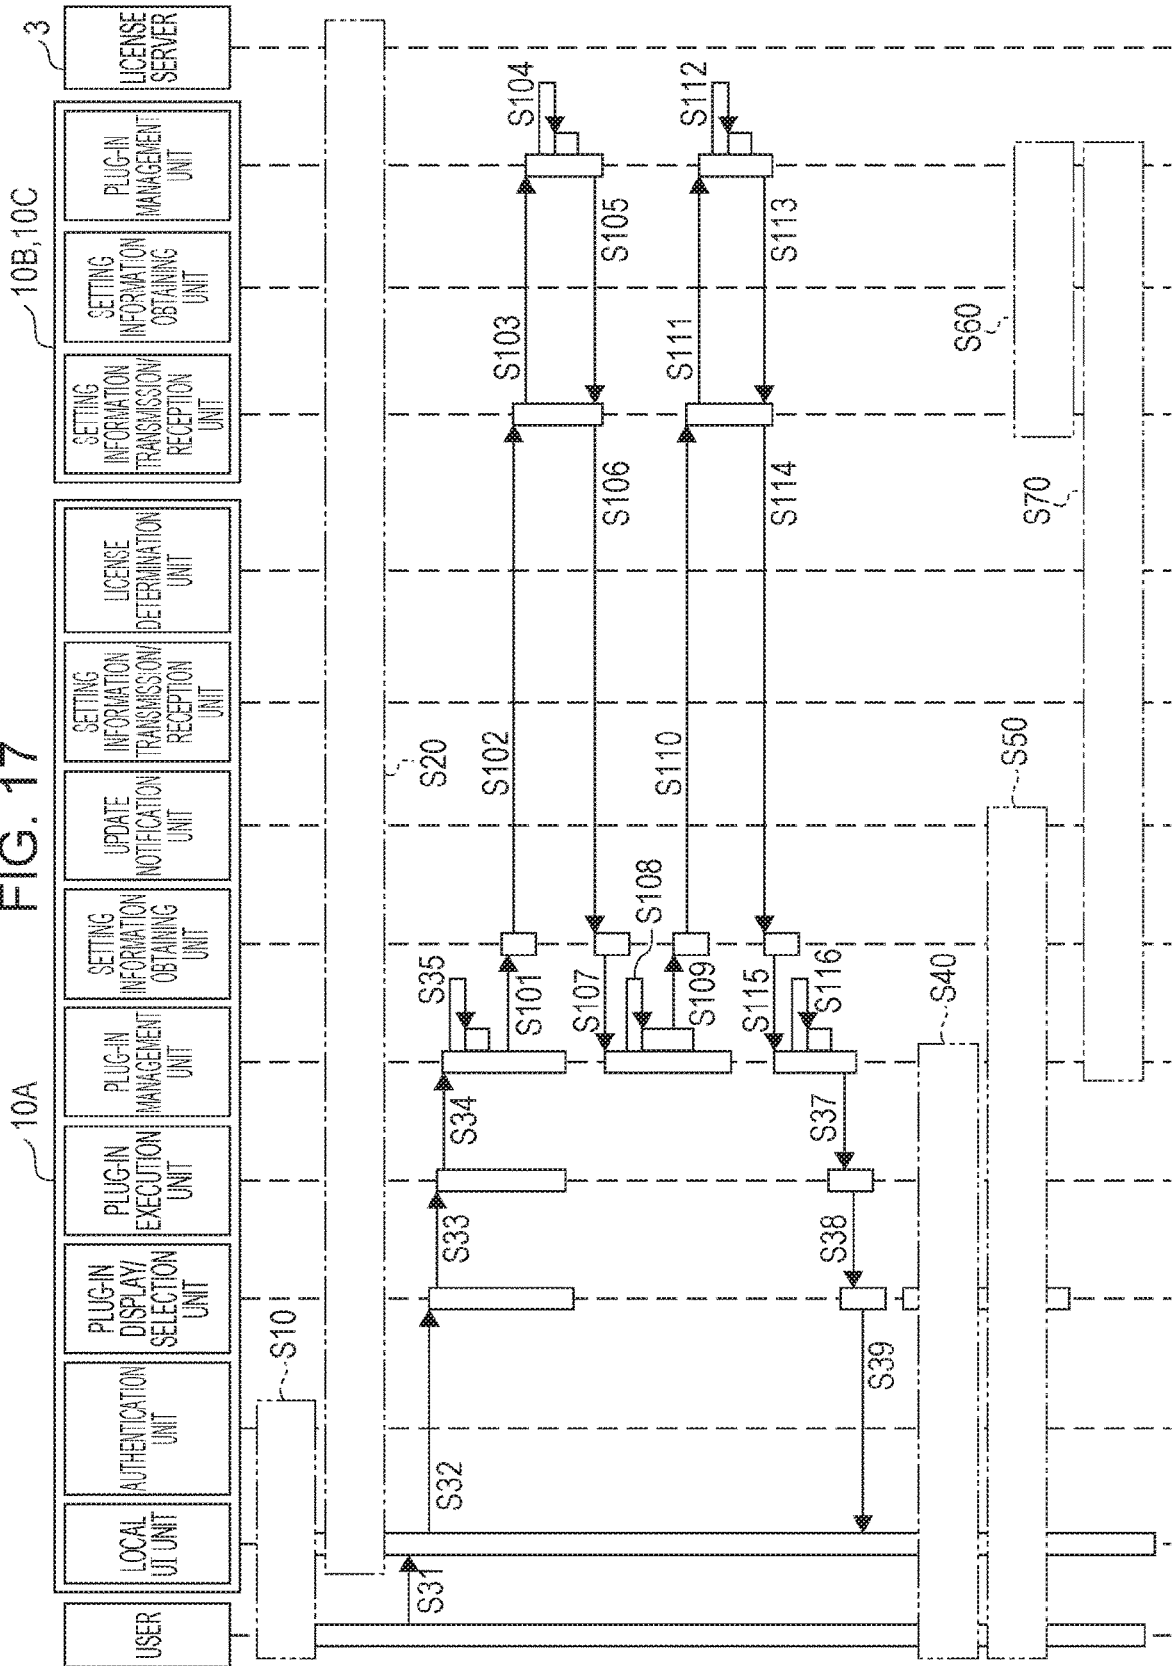 FIG. 17
10A
10B,10C
3
USER
LOCAL
UI UNIT
AUTHENTICATION
UNIT
PLUG-IN
DISPLAY/
SELECTION
UNIT
PLUG-IN
EXECUTION
UNIT
PLUG-IN
MANAGEMENT
UNIT
SETTING
INFORMATION
OBTAINING
UNIT
UPDATE
NOTIFICATION
UNIT
SETTING
INFORMATION
TRANSMISSION/
RECEPTION
UNIT
LICENSE
DETERMINATION
UNIT
SETTING
INFORMATION
TRANSMISSION/
RECEPTION
UNIT
SETTING
INFORMATION
OBTAINING
UNIT
PLUG-IN
MANAGEMENT
UNIT
LICENSE
SERVER
S10
S20
S31
S32
S33
S34
S35
S101
S102
S103
S104
S105
S106
S107
S108
S109
S110
S111
S112
S113
S114
S115
S116
S37
S38
S39
S40
S50
S60
S70